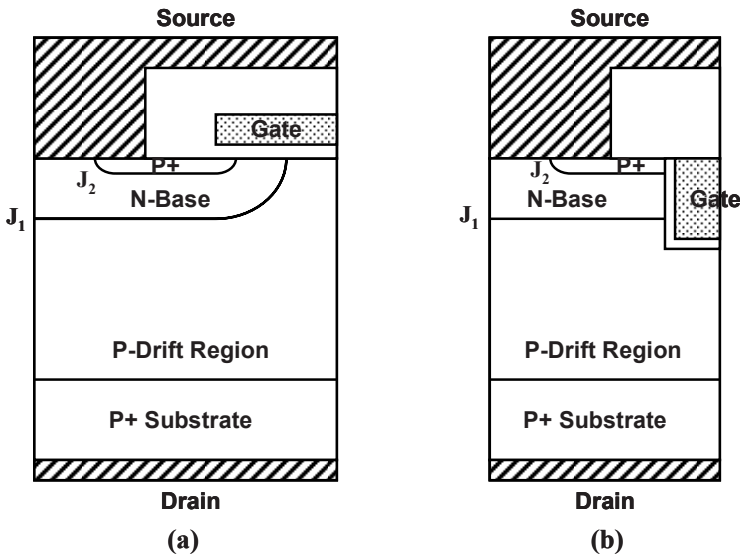 Source
Gate
P+
J2
N-Base
J1
P-Drift Region
P+ Substrate
Drain
(a)
Source
P+
J2
N-Base
Gate
J1
P-Drift Region
P+ Substrate
Drain
(b)